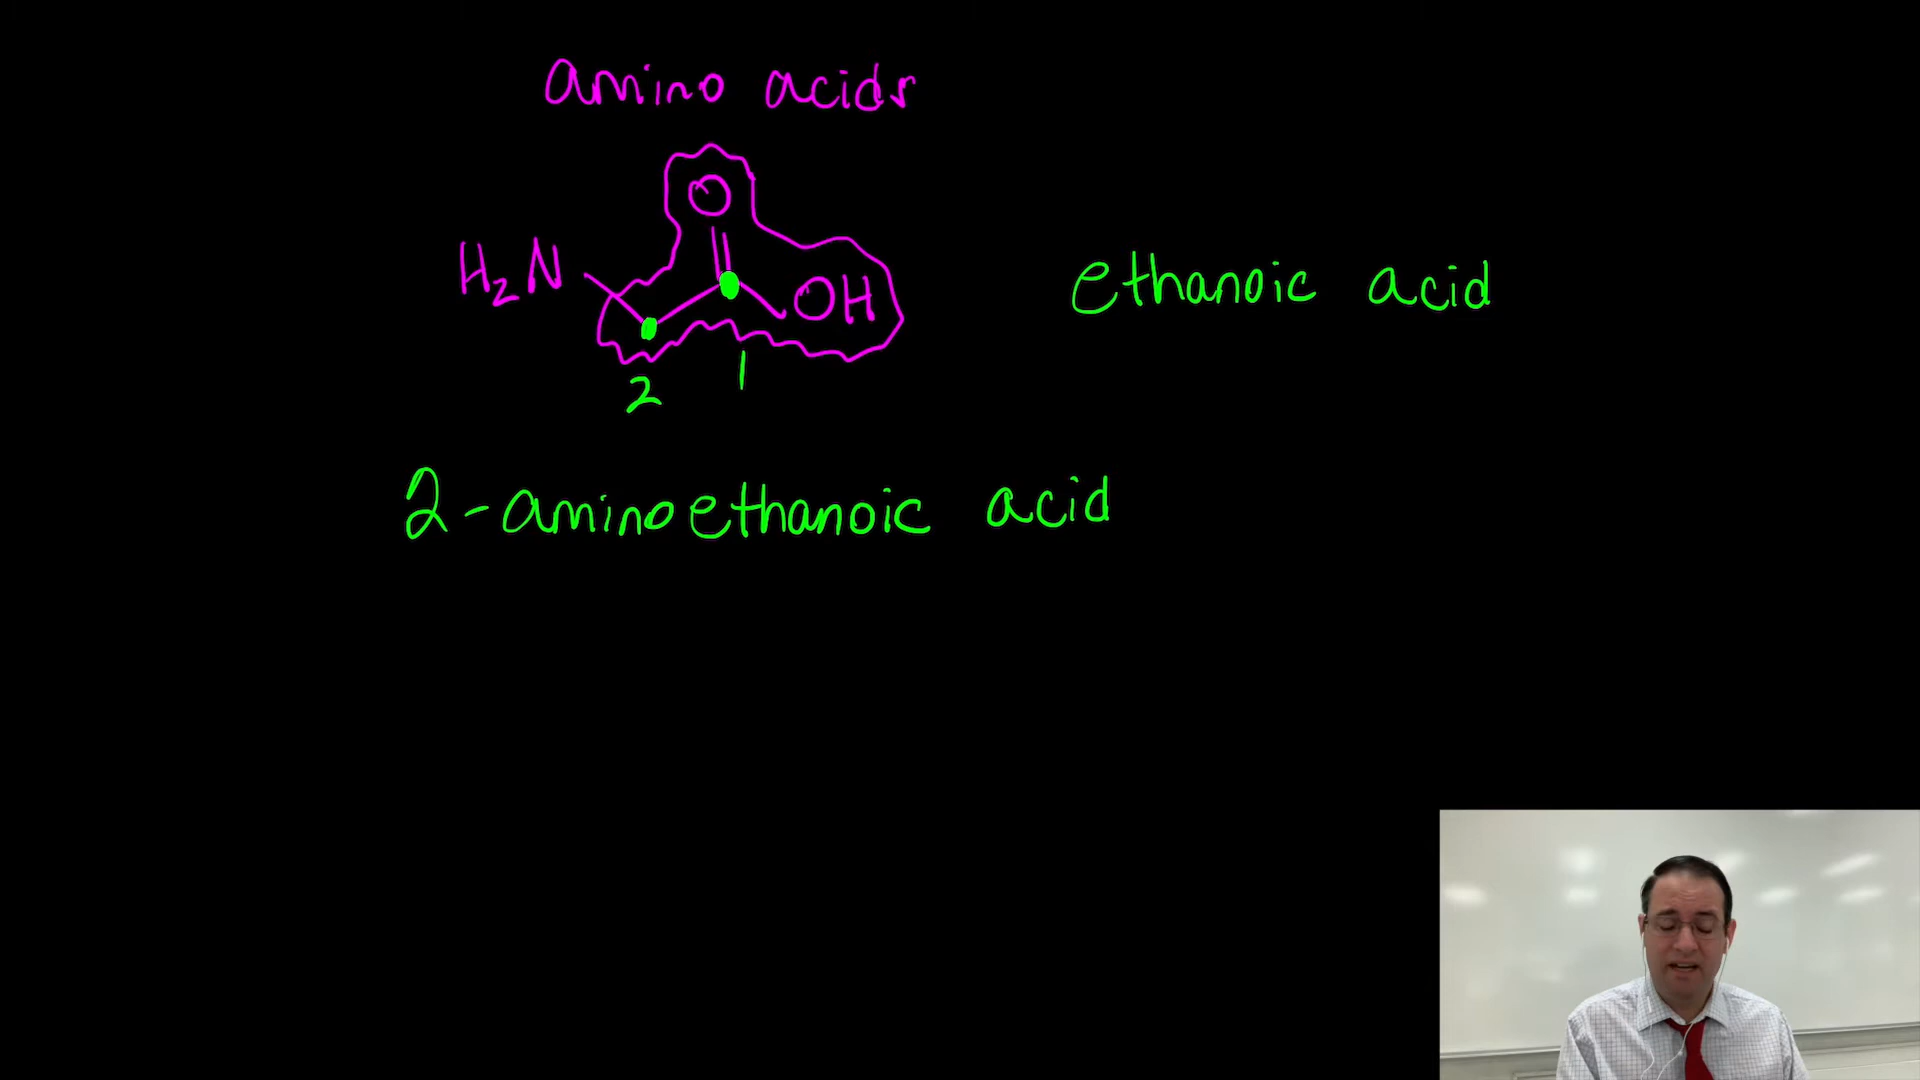 amino acids
O
H₂N
OH
ethanoic acid
2 1
2-aminoethanoic acid